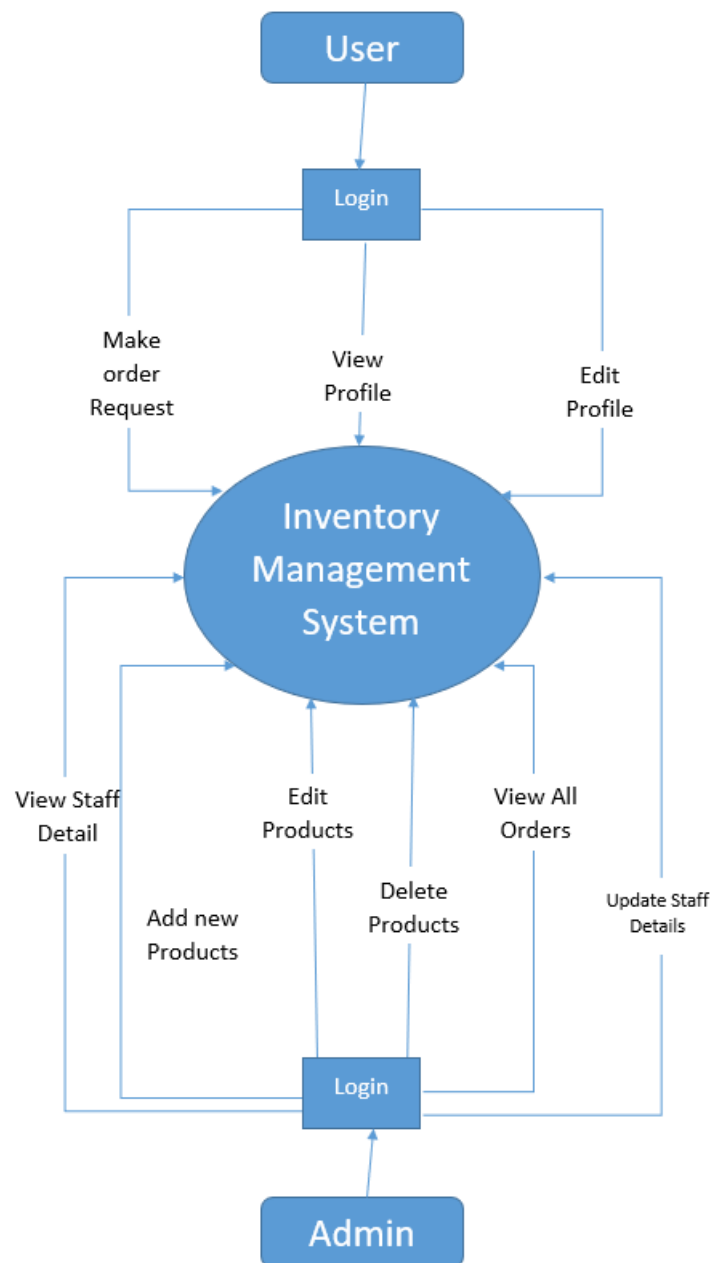 User
Login
Make
order
Request
View
Profile
Edit
Profile
Inventory
Management
System
View Staff
Detail
Add new
Products
Edit
Products
Delete
Products
View All
Orders
Update Staff
Details
Login
Admin